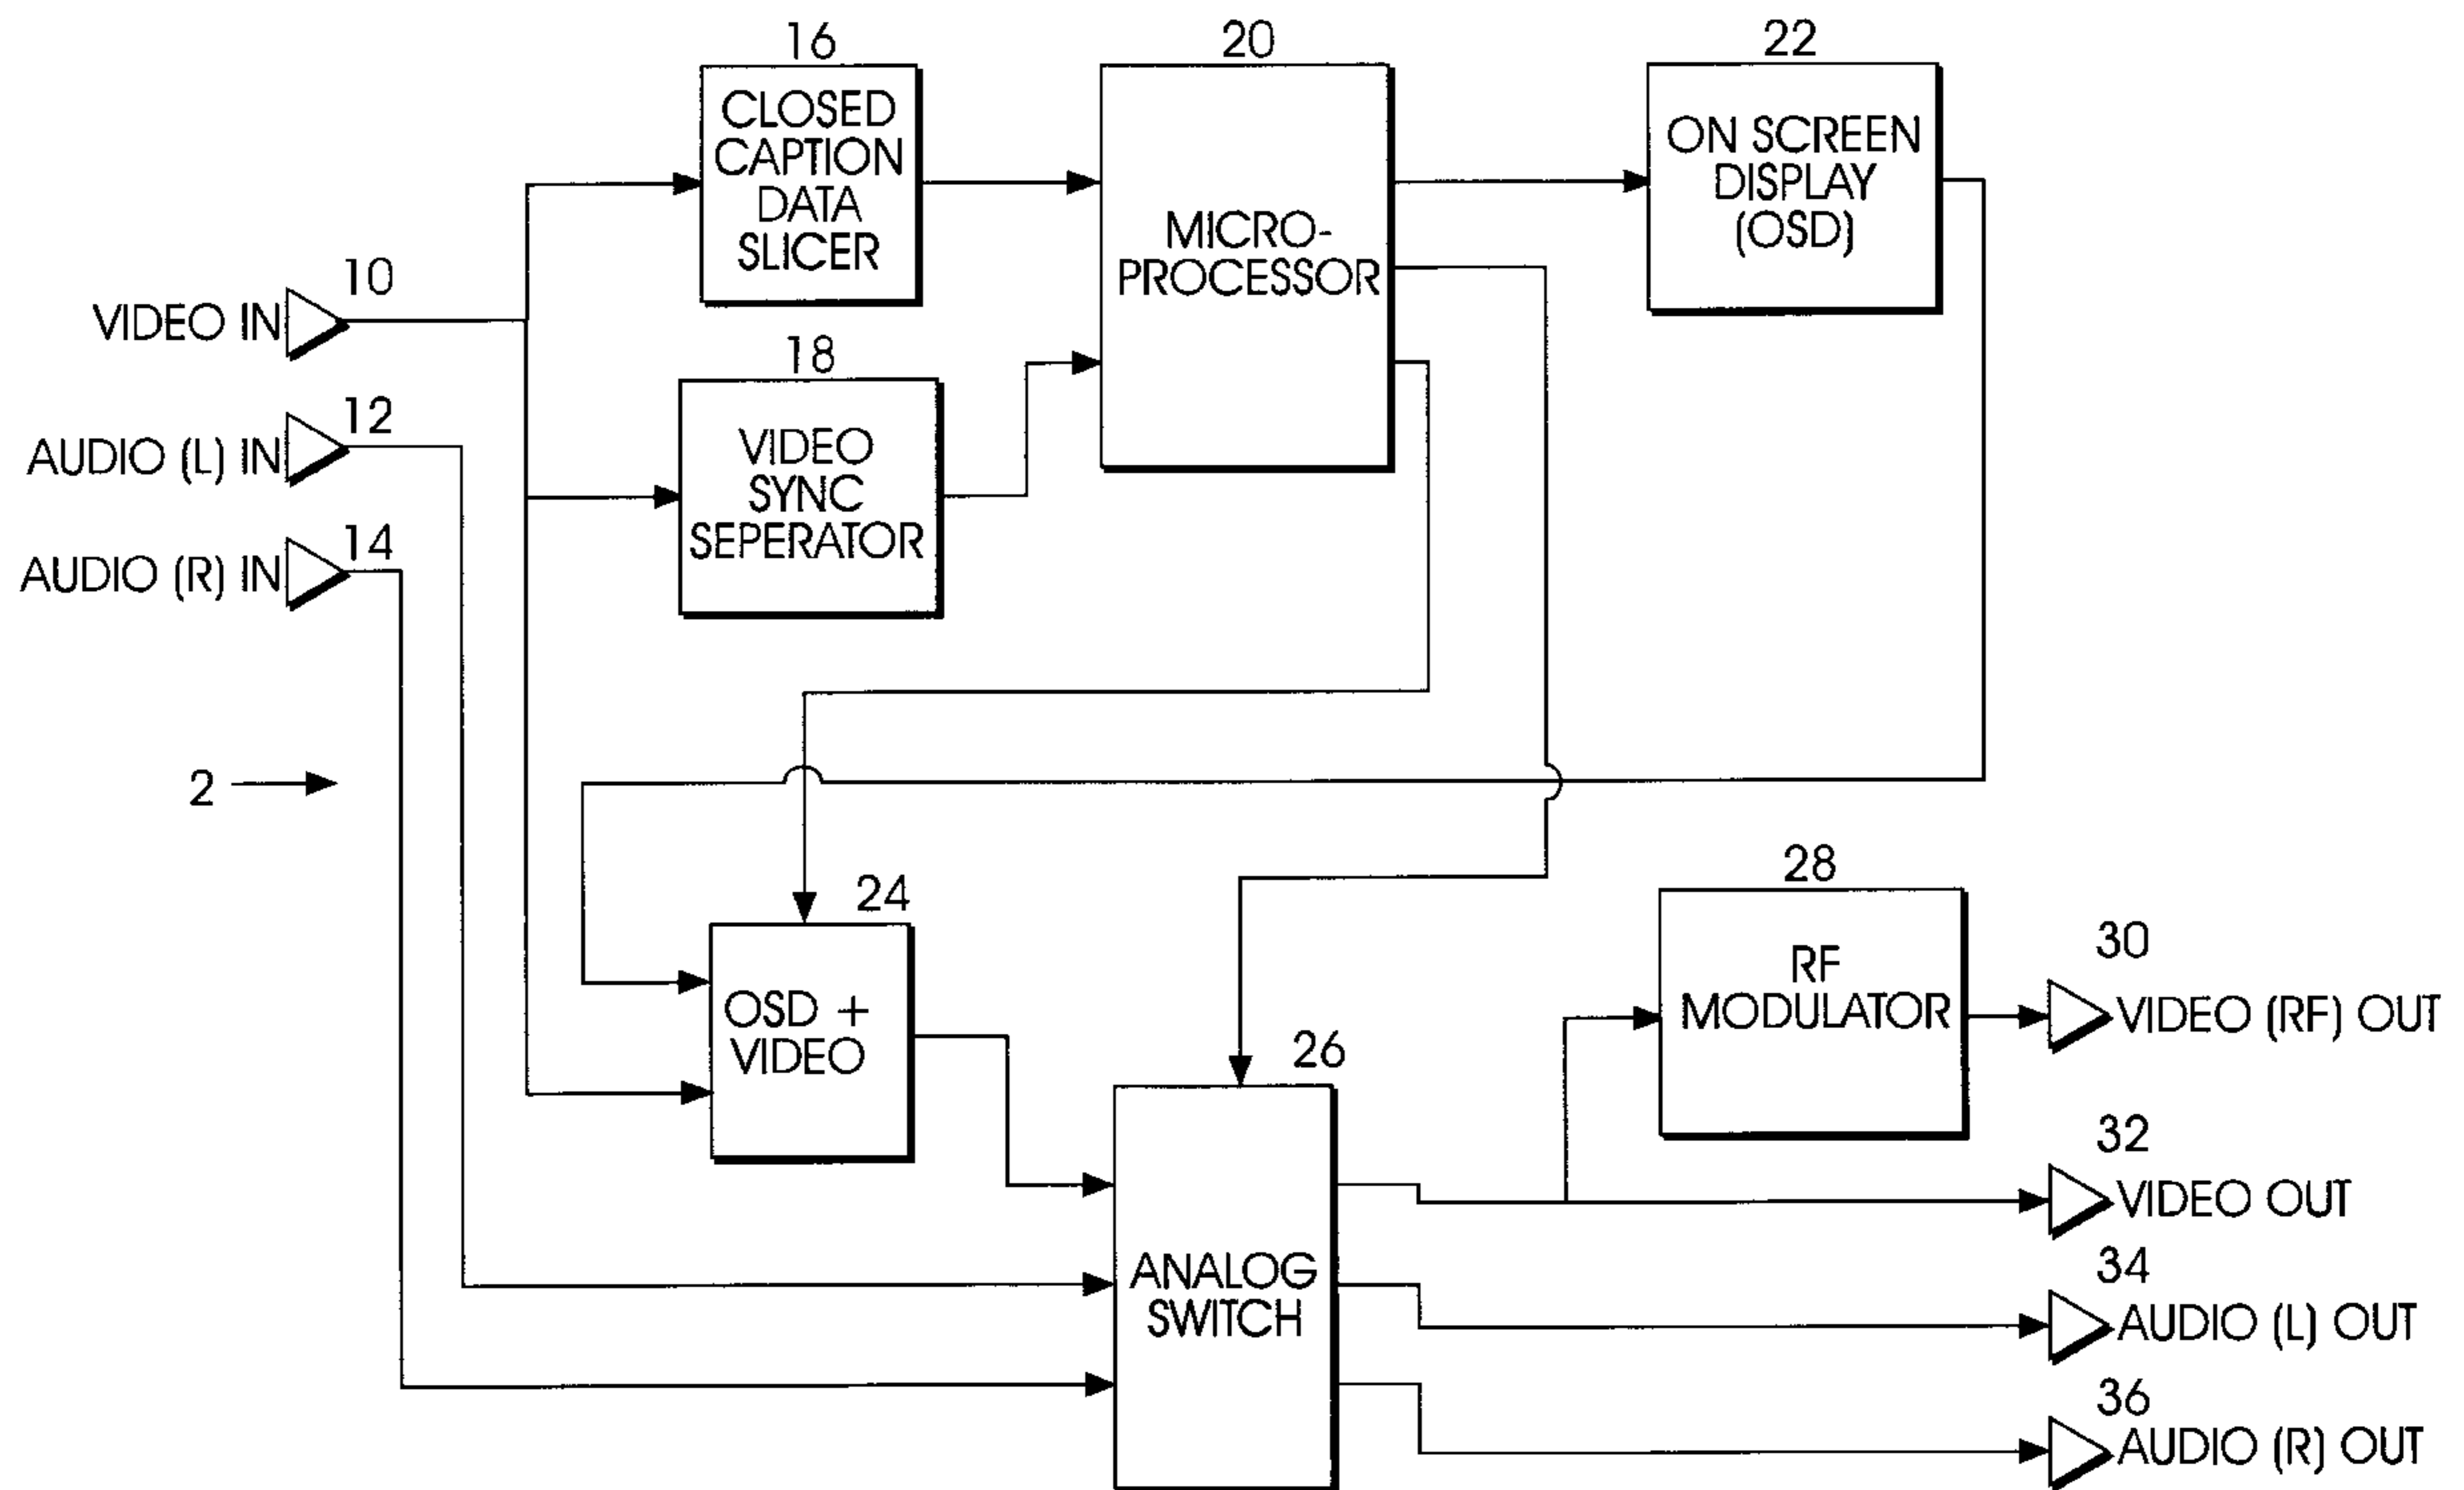 16
CLOSED
CAPTION
DATA
SLICER
20
MICRO-
PROCESSOR
22
ON SCREEN
DISPLAY
(OSD)
10
VIDEO IN
12
AUDIO (L) IN
14
AUDIO (R) IN
18
VIDEO
SYNC
SEPERATOR
2
24
OSD +
VIDEO
26
ANALOG
SWITCH
28
RF
MODULATOR
30
VIDEO (RF) OUT
32
VIDEO OUT
34
AUDIO (L) OUT
36
AUDIO (R) OUT